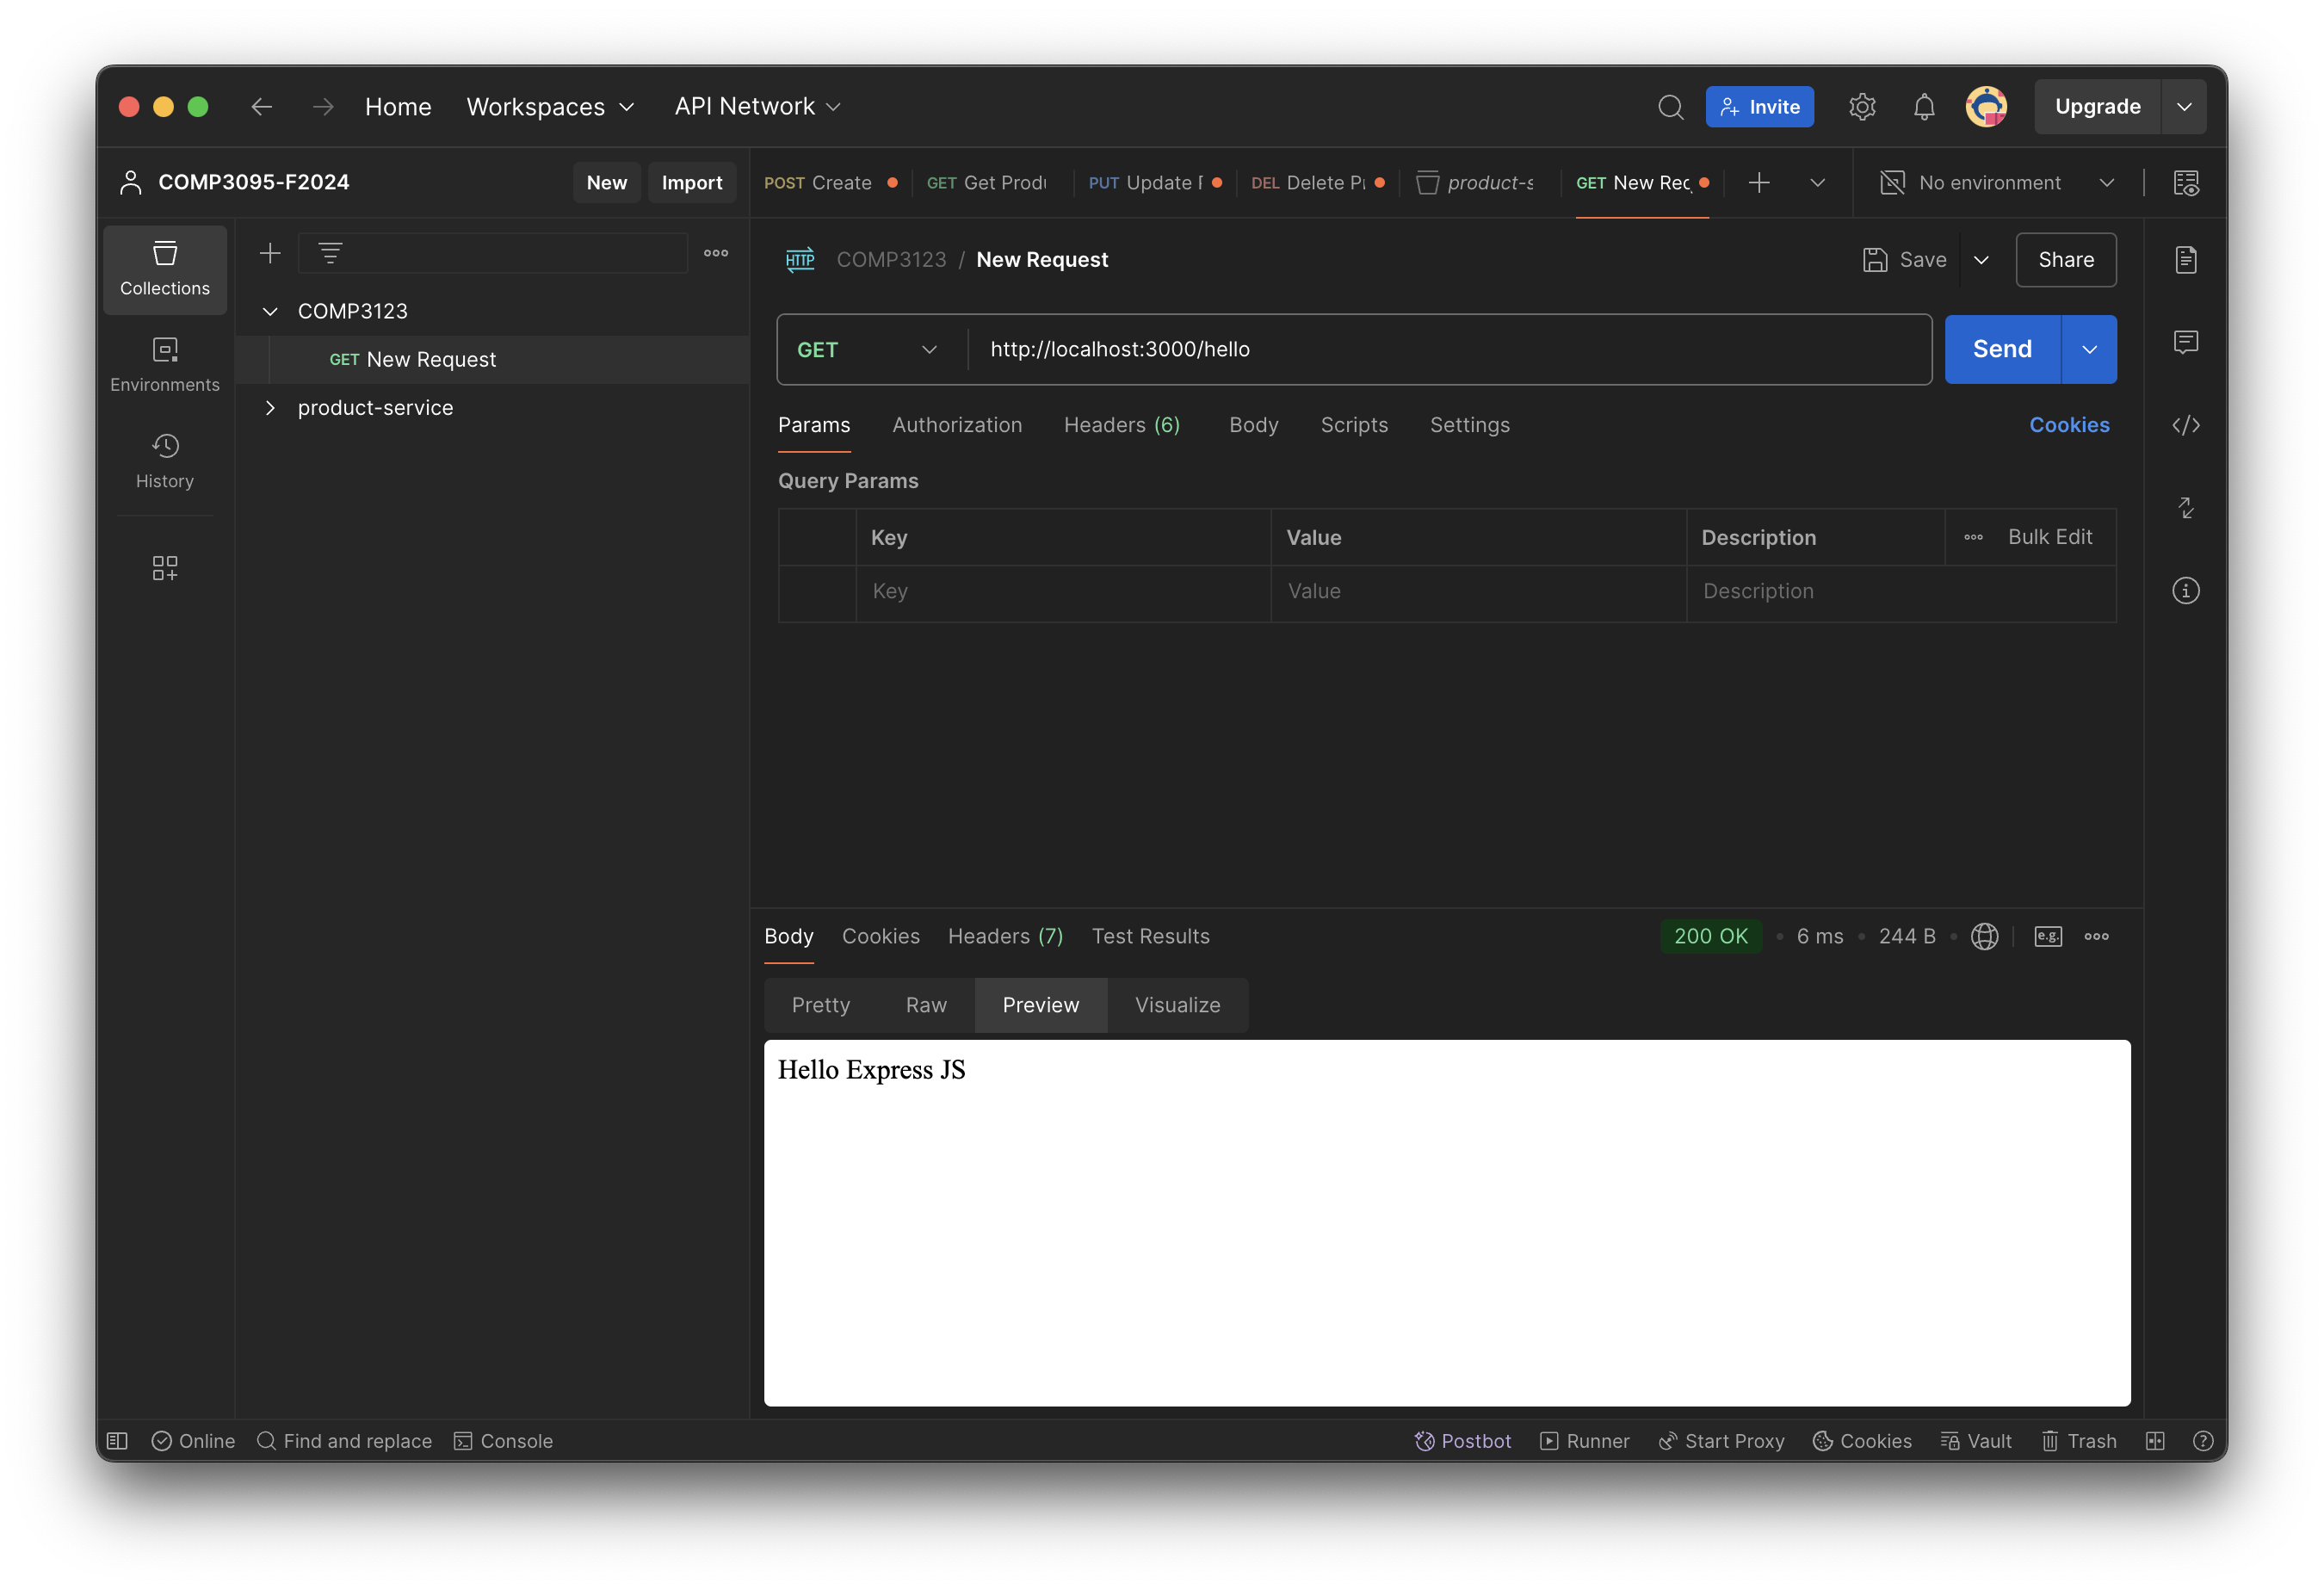 Home Workspaces API Network Invite Upgrade
COMP3095-F2024 New Import
POST Create GET Get Produ PUT Update DEL Delete product-s GET New Req No environment
Collections
Environments
History
COMP3123
GET New Request
product-service
HTTP COMP3123 / New Request Save Share
GET http://localhost:3000/hello Send
Params Authorization Headers (6) Body Scripts Settings Cookies
Query Params
Key Value Description Bulk Edit
Key Value Description
Body Cookies Headers (7) Test Results 200 OK 6 ms 244 B e.g.
Pretty Raw Preview Visualize
Hello Express JS
Online Find and replace Console Postbot Runner Start Proxy Cookies Vault Trash